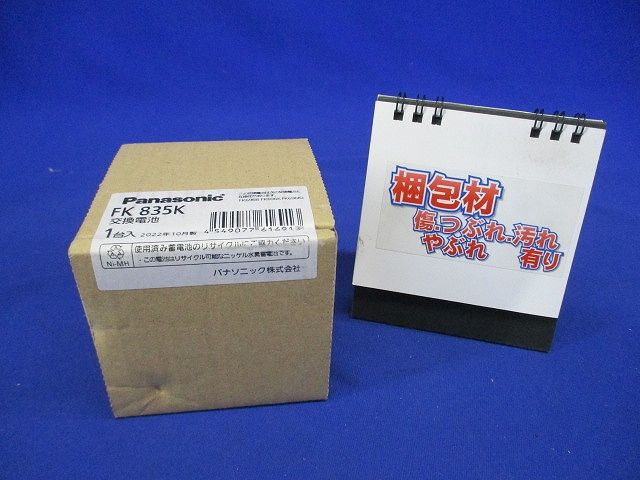 Panasonic
FK 835K
交換電池
1台入 2022年10月製
4549077161491
使用済み蓄電池のリサイクルにご協力ください
Ni-MH ・この電池はリサイクル可能なニッケル水素蓄電池です。
パナソニック株式会社
梱包材
傷・つぶれ・汚れ
やぶれ 有り